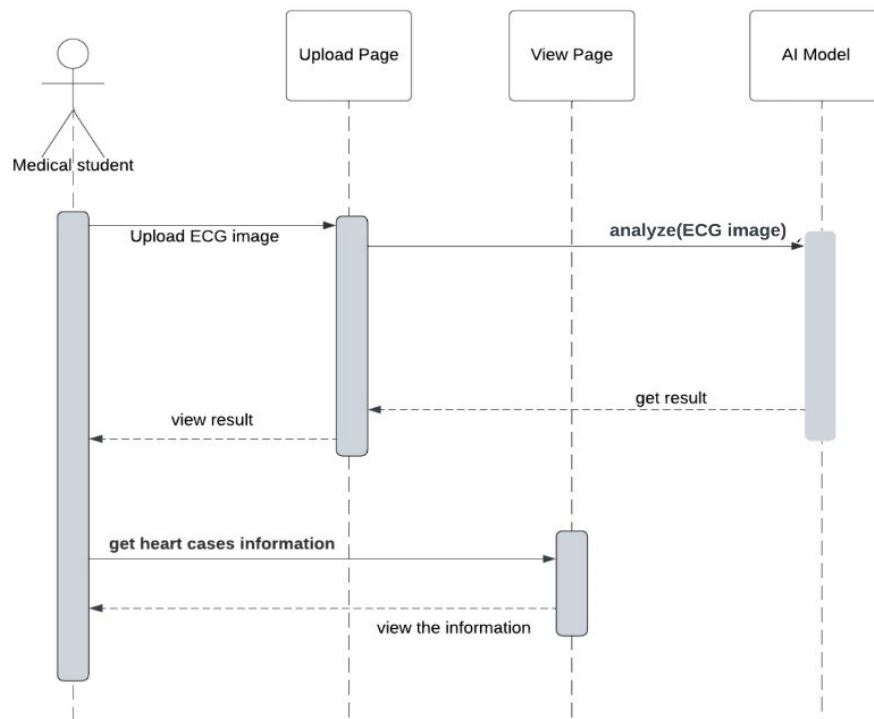 Upload Page
View Page
AI Model
Medical student
Upload ECG image
analyze(ECG image)
get result
view result
get heart cases information
view the information